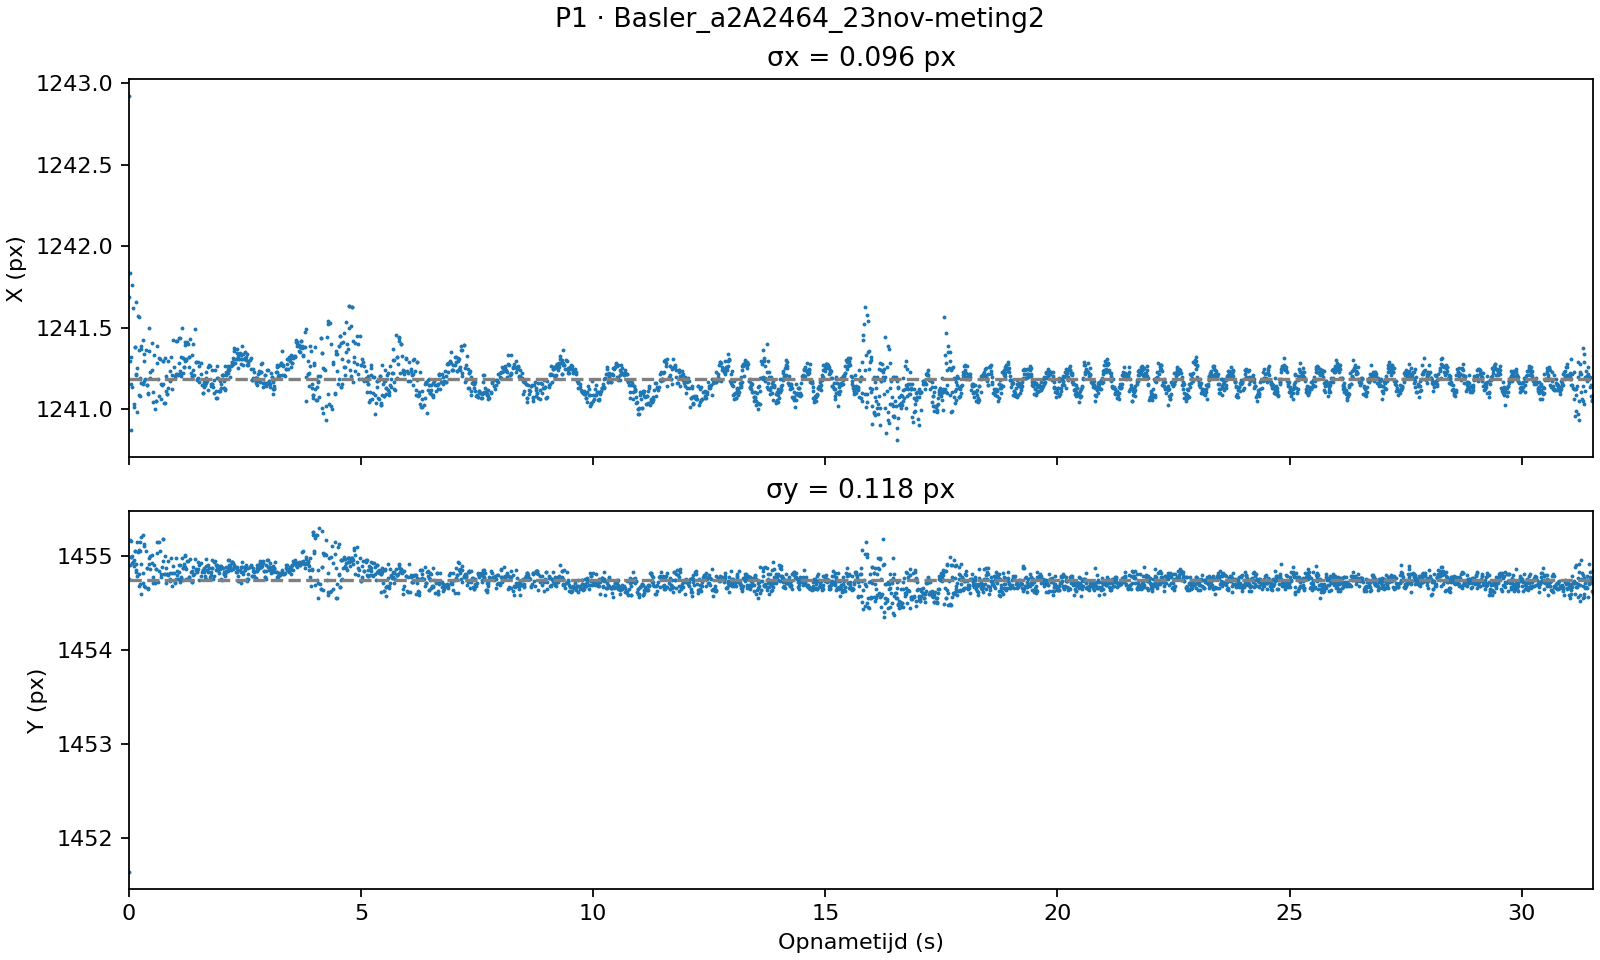 P1 · Basler_a2A2464_23nov-meting2
σx = 0.096 px
1243.0
1242.5
1242.0
1241.5
1241.0
X (px)
σy = 0.118 px
1455
1454
1453
1452
Y (px)
0 5 10 15 20 25 30
Opnametijd (s)